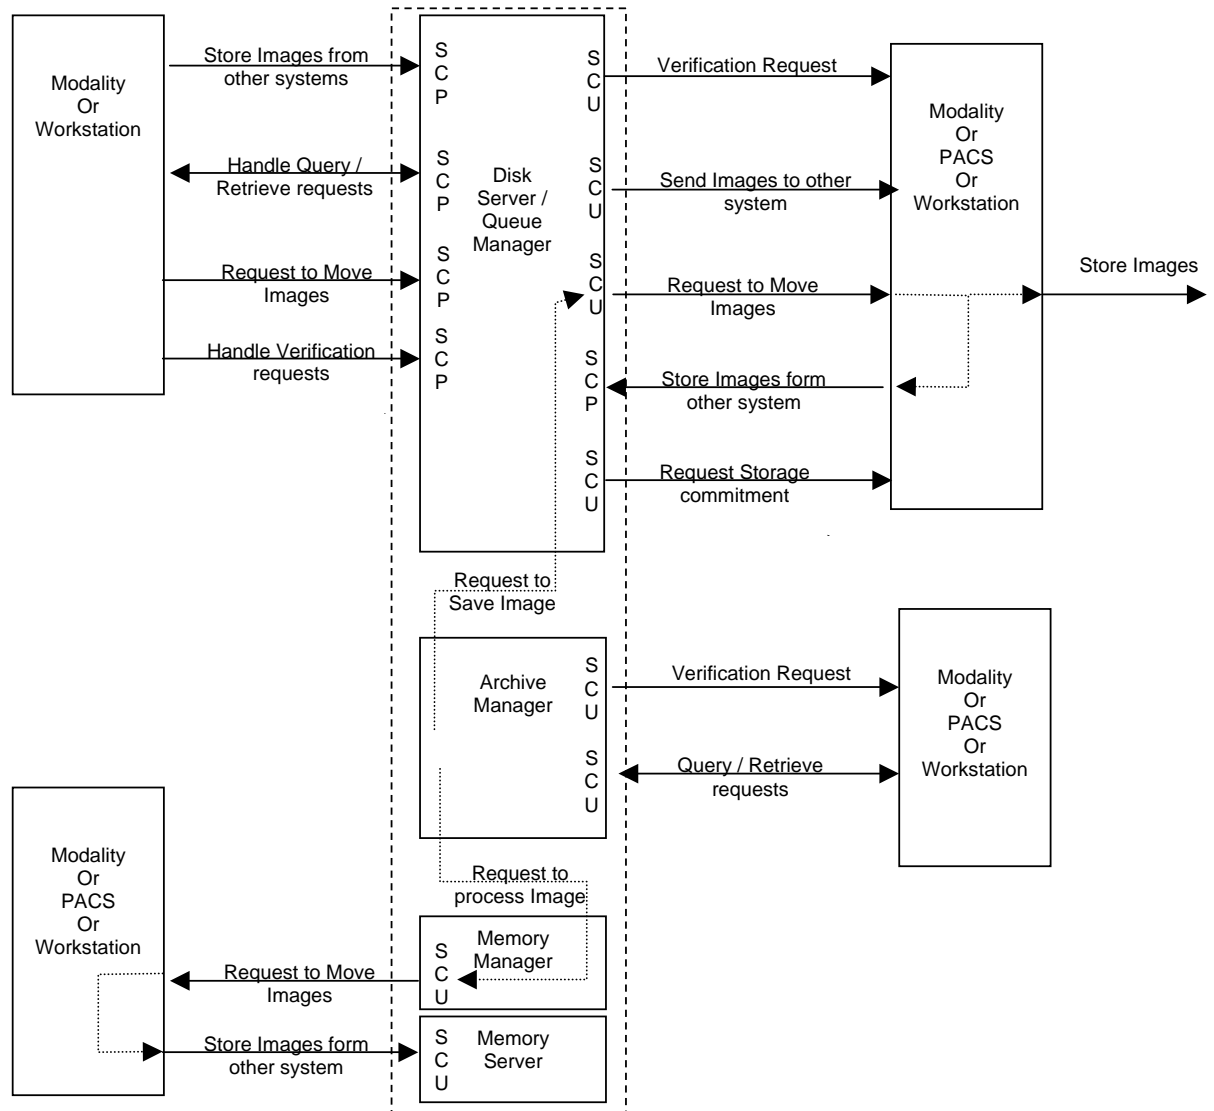 Modality
Or
Workstation
Store Images from
other systems
Handle Query /
Retrieve requests
Request to Move
Images
Handle Verification
requests
S
C
P
S
C
P
S
C
P
S
C
P
Disk
Server /
Queue
Manager
S
C
U
S
C
U
S
C
U
S
C
P
S
C
U
Verification Request
Send Images to other
system
Request to Move
Images
Store Images form
other system
Request Storage
commitment
Modality
Or
PACS
Or
Workstation
Store Images
Request to
Save Image
Archive
Manager
S
C
U
S
C
U
Verification Request
Query / Retrieve
requests
Modality
Or
PACS
Or
Workstation
Request to
process Image
Modality
Or
PACS
Or
Workstation
Request to Move
Images
Store Images form
other system
S
C
U
Memory
Manager
S
C
U
Memory
Server